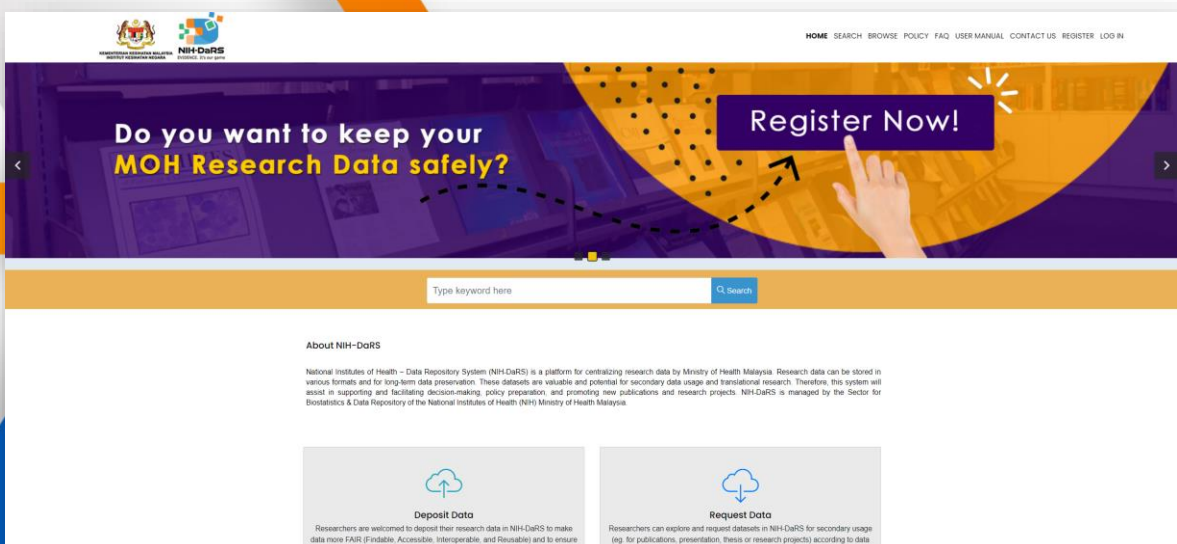 KEMENTERIAN KESIHATAN MALAYSIA
INSTITUT KESIHATAN NEGARA
NIH-DaRS
EVIDENCE. It's our game
HOME SEARCH BROWSE POLICY FAQ USER MANUAL CONTACT US REGISTER LOG IN
Do you want to keep your
MOH Research Data safely?
Register Now!
Type keyword here
Search
About NIH-DaRS
National Institutes of Health – Data Repository System (NIH-DaRS) is a platform for centralizing research data by Ministry of Health Malaysia. Research data can be stored in
various formats and for long-term data preservation. These datasets are valuable and potential for secondary data usage and translational research. Therefore, this system will
assist in supporting and facilitating decision-making, policy preparation, and promoting new publications and research projects. NIH-DaRS is managed by the Sector for
Biostatistics & Data Repository of the National Institutes of Health (NIH) Ministry of Health Malaysia.
Deposit Data
Researchers are welcomed to deposit their research data in NIH-DaRS to make
data more FAIR (Findable, Accessible, Interoperable, and Reusable) and to ensure
Request Data
Researchers can explore and request datasets in NIH-DaRS for secondary usage
(eg. for publications, presentation, thesis or research projects) according to data